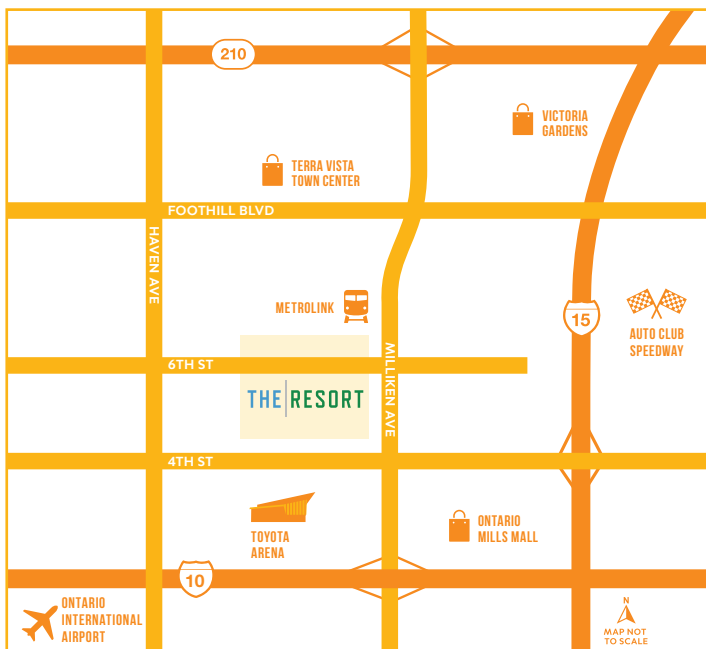 210
VICTORIA
GARDENS
TERRA VISTA
TOWN CENTER
FOOTHILL BLVD
HAVEN AVE
METROLINK
15
AUTO CLUB
SPEEDWAY
MILLIKEN AVE
6TH ST
THE RESORT
4TH ST
TOYOTA
ARENA
ONTARIO
MILLS MALL
10
ONTARIO
INTERNATIONAL
AIRPORT
N
MAP NOT
TO SCALE